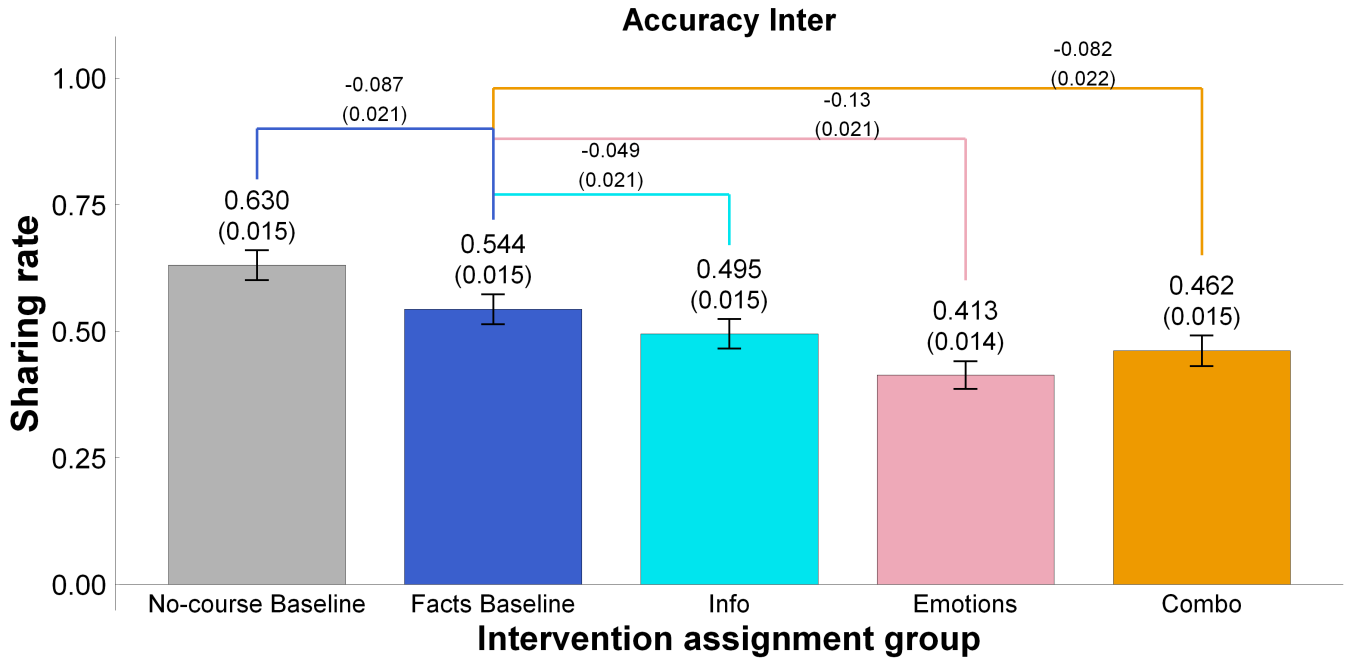 Accuracy Inter
-0.082
(0.022)
-0.087
(0.021)
-0.13
(0.021)
-0.049
(0.021)
1.00
0.75
0.50
0.25
0.00
Sharing rate
0.630
(0.015)
0.544
(0.015)
0.495
(0.015)
0.413
(0.014)
0.462
(0.015)
No-course Baseline
Facts Baseline
Info
Emotions
Combo
Intervention assignment group